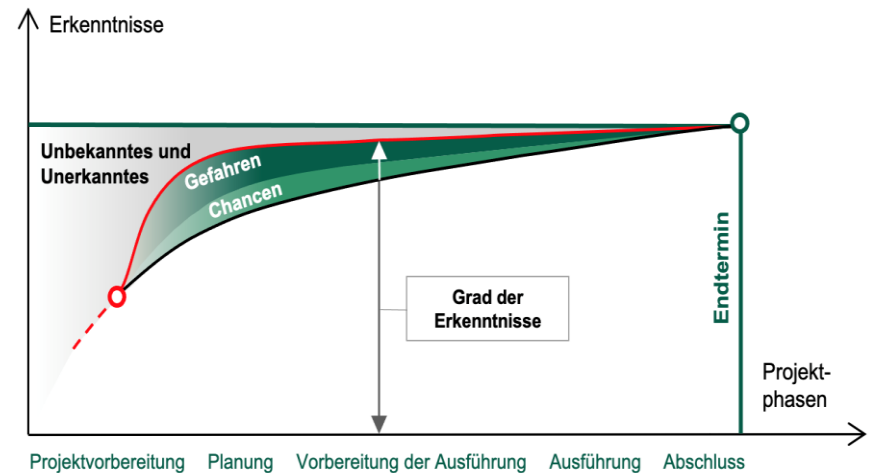 Erkenntnisse
Unbekanntes und
Unerkanntes
Gefahren
Chancen
Grad der
Erkenntnisse
Endtermin
Projekt-
phasen
Projektvorbereitung Planung Vorbereitung der Ausführung Ausführung Abschluss